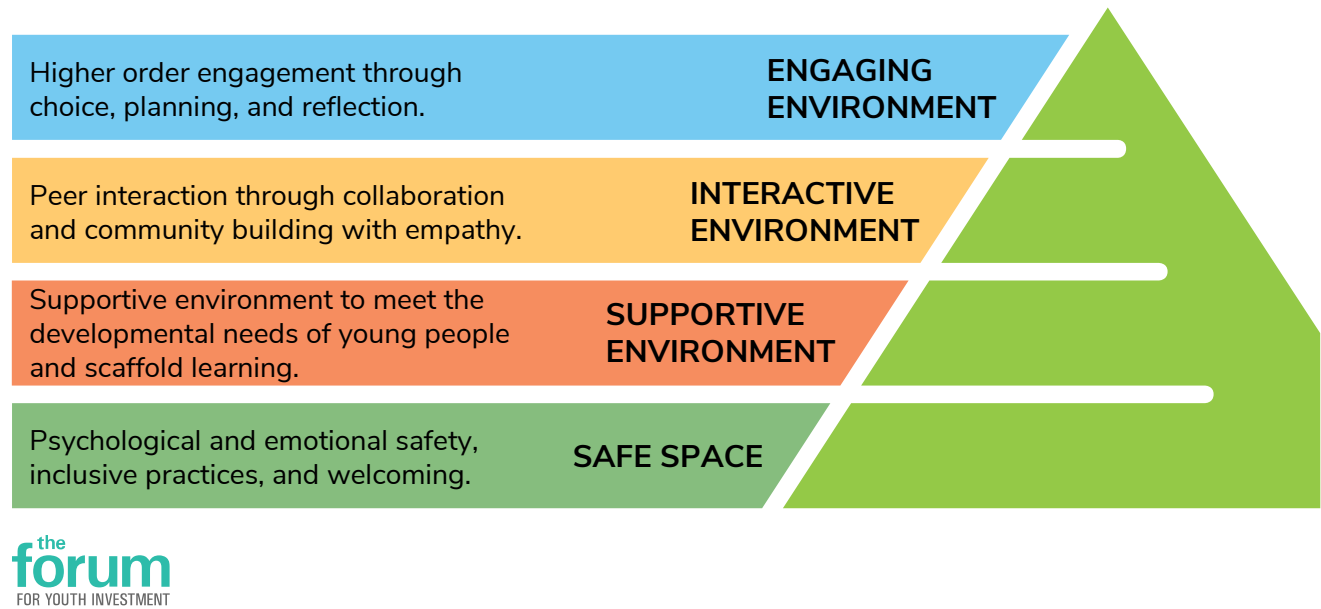 Higher order engagement through
choice, planning, and reflection.
ENGAGING
ENVIRONMENT
Peer interaction through collaboration
and community building with empathy.
INTERACTIVE
ENVIRONMENT
Supportive environment to meet the
developmental needs of young people
and scaffold learning.
SUPPORTIVE
ENVIRONMENT
Psychological and emotional safety,
inclusive practices, and welcoming.
SAFE SPACE
the
forum
FOR YOUTH INVESTMENT